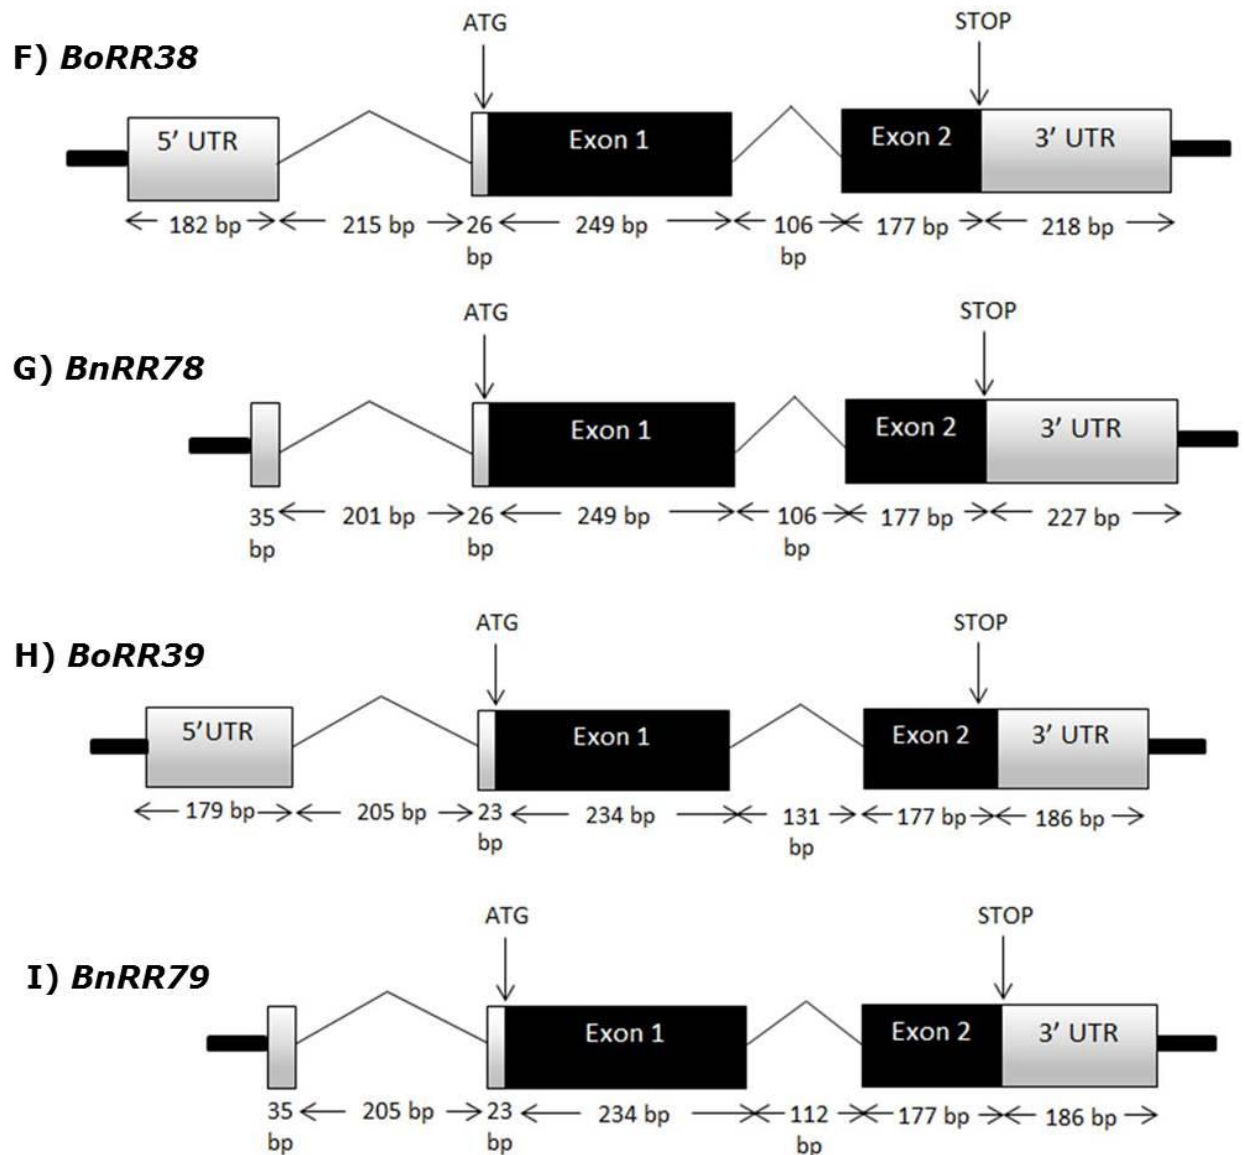 ATG STOP
F) BoRR38
5' UTR Exon 1 Exon 2 3' UTR
182 bp 215 bp 26 bp 249 bp 106 bp 177 bp 218 bp
ATG STOP
G) BnRR78
Exon 1 Exon 2 3' UTR
35 bp 201 bp 26 bp 249 bp 106 bp 177 bp 227 bp
ATG STOP
H) BoRR39
5'UTR Exon 1 Exon 2 3' UTR
179 bp 205 bp 23 bp 234 bp 131 bp 177 bp 186 bp
ATG STOP
I) BnRR79
Exon 1 Exon 2 3' UTR
35 bp 205 bp 23 bp 234 bp 112 bp 177 bp 186 bp